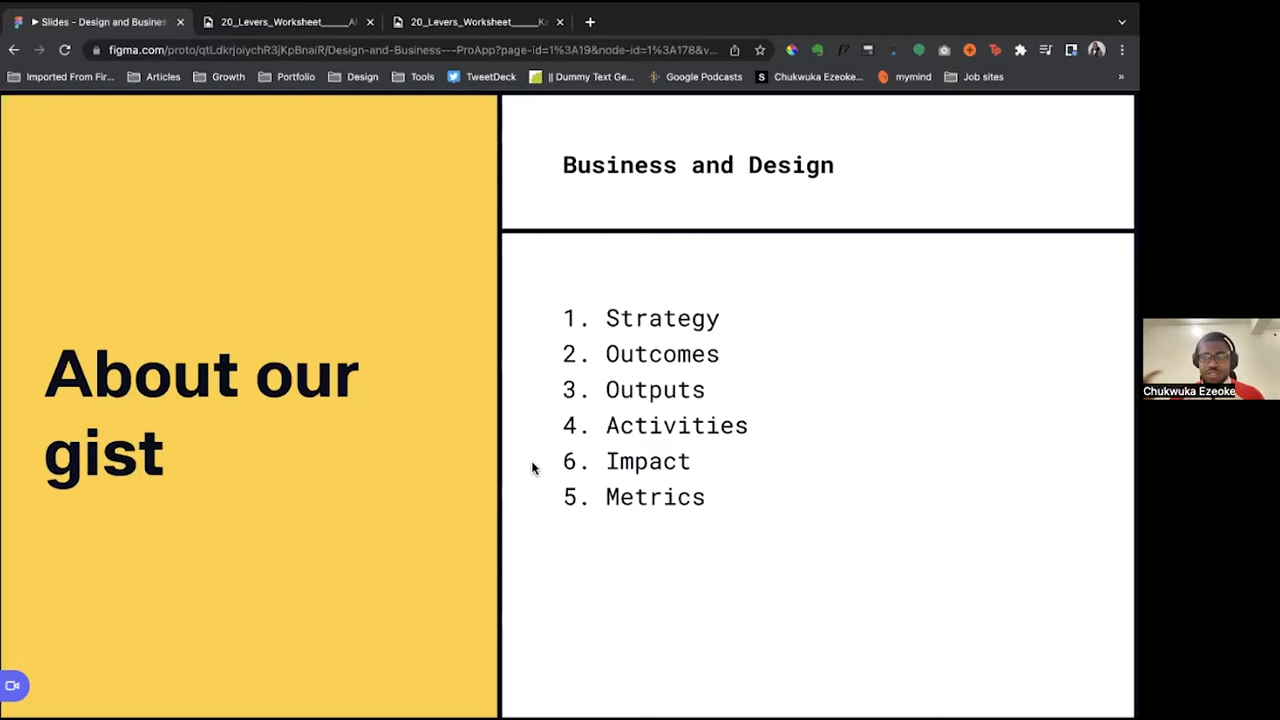 Slides - Design and Busines
20_Levers_Worksheet_____Al
20_Levers_Worksheet_____Ka
figma.com/proto/qtLdkrjoiychR3jKpBnaiR/Design-and-Business---ProApp?page-id=1%3A19&node-id=1%3A178&v...
Imported From Fir...
Articles
Growth
Portfolio
Design
Tools
TweetDeck
|| Dummy Text Ge...
Google Podcasts
Chukwuka Ezeoke...
mymind
Job sites
»
About our
gist
Business and Design
1. Strategy
2. Outcomes
3. Outputs
4. Activities
6. Impact
5. Metrics
Chukwuka Ezeoke